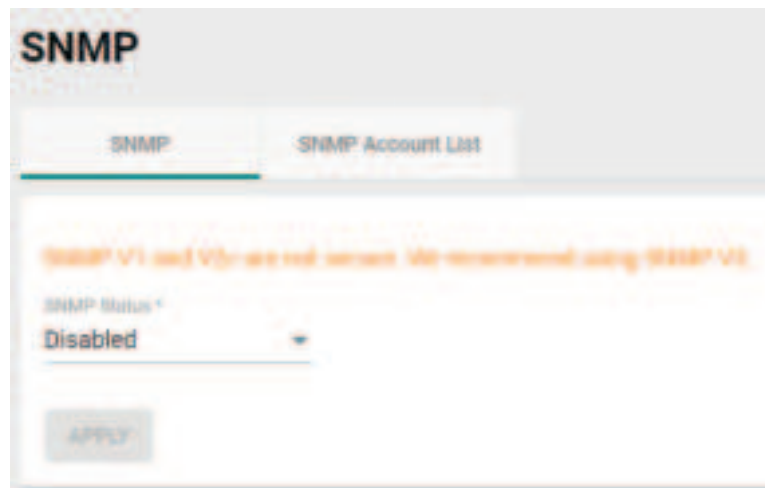 SNMP
SNMP SNMP Account List
SNMP V1 and V2c are not secure. We recommend using SNMP V3.
SNMP Status *
Disabled
APPLY